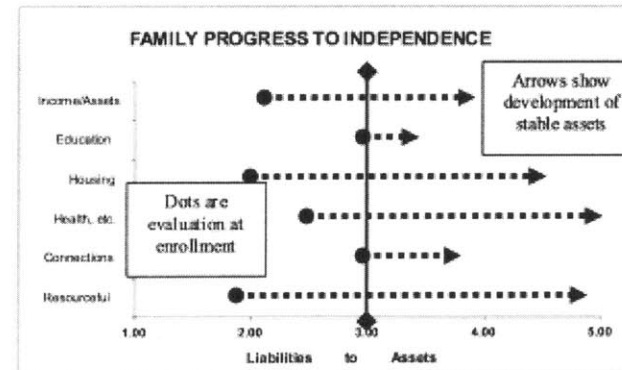 FAMILY PROGRESS TO INDEPENDENCE
Income/Assets
Education
Housing
Health, etc.
Connections
Resourceful
Arrows show
development of
stable assets
Dots are
evaluation at
enrollment
1.00 2.00 3.00 4.00 5.00
Liabilities to Assets